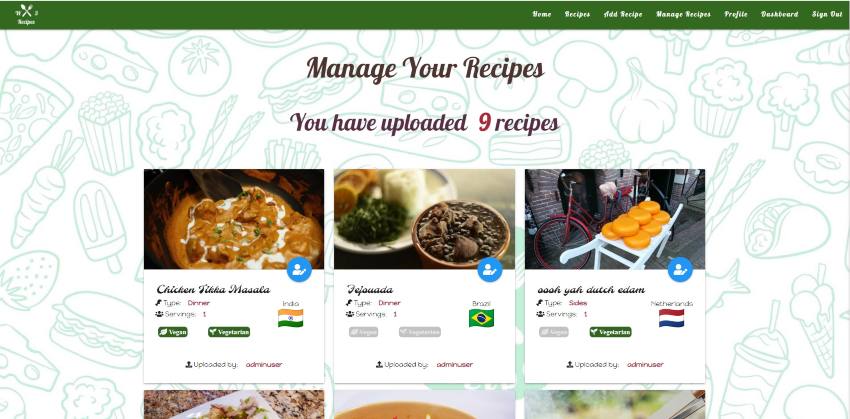 Home Recipes Add Recipe Manage Recipes Profile Dashboard Sign Out
Recipes
Manage Your Recipes
You have uploaded 9 recipes
Chicken Tikka Masala
Type: Dinner
India
Servings: 1
Vegan Vegetarian
Uploaded by: adminuser
Fejouada
Type: Dinner
Brazil
Servings: 1
Vegan Vegetarian
Uploaded by: adminuser
oooh yah dutch edam
Type: Sides
Netherlands
Servings: 1
Vegan Vegetarian
Uploaded by: adminuser